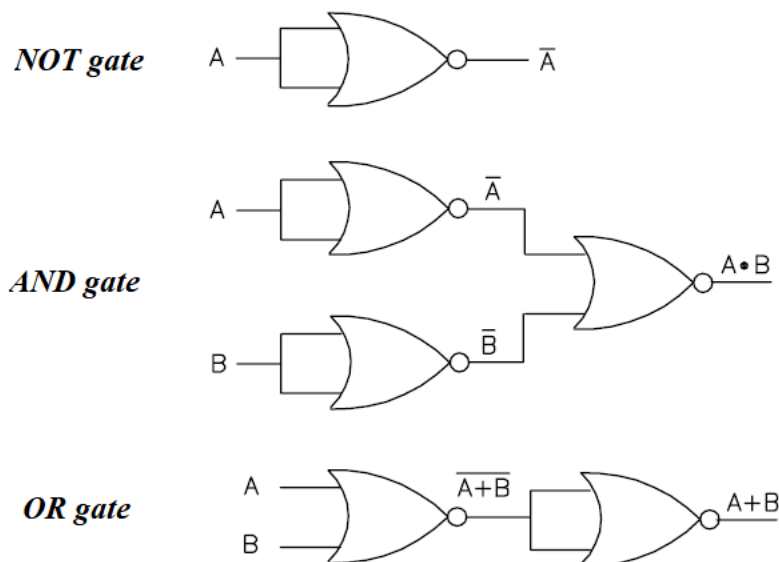 NOT gate
A
A̅
A
A̅
AND gate
A•B
B
B̅
A
A̅+̅B̅
A+B
OR gate
B